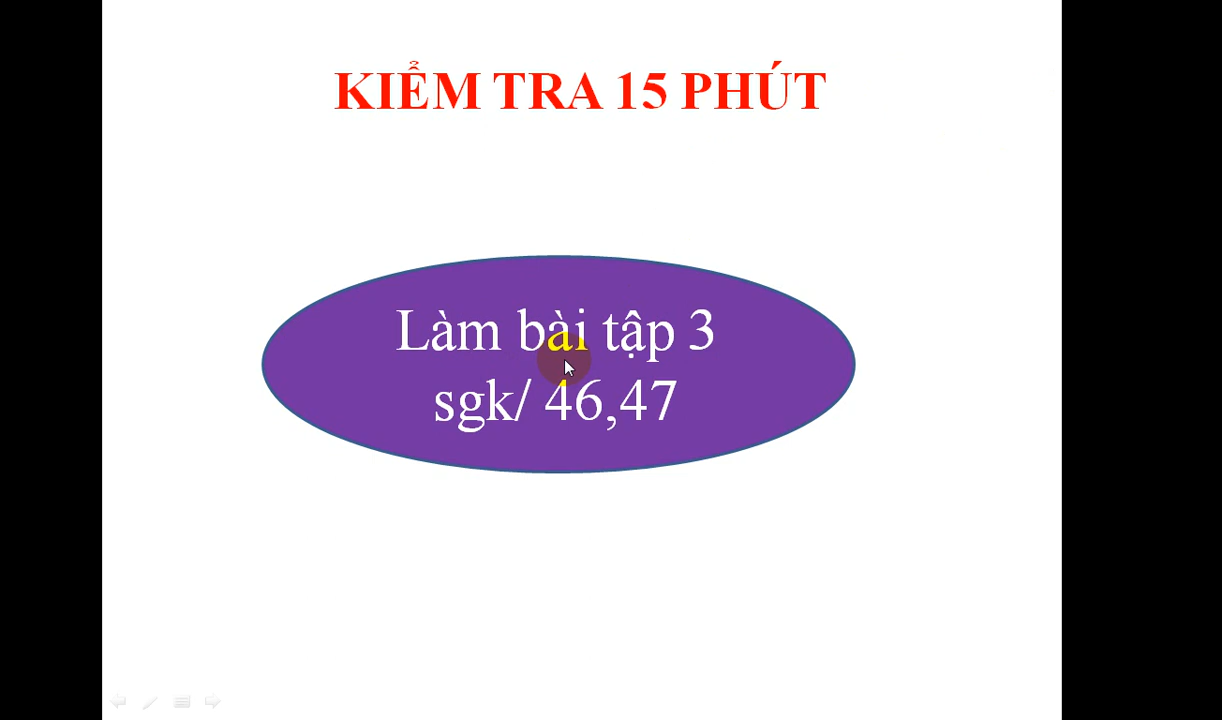 KIỂM TRA 15 PHÚT
Làm bài tập 3
sgk/ 46,47